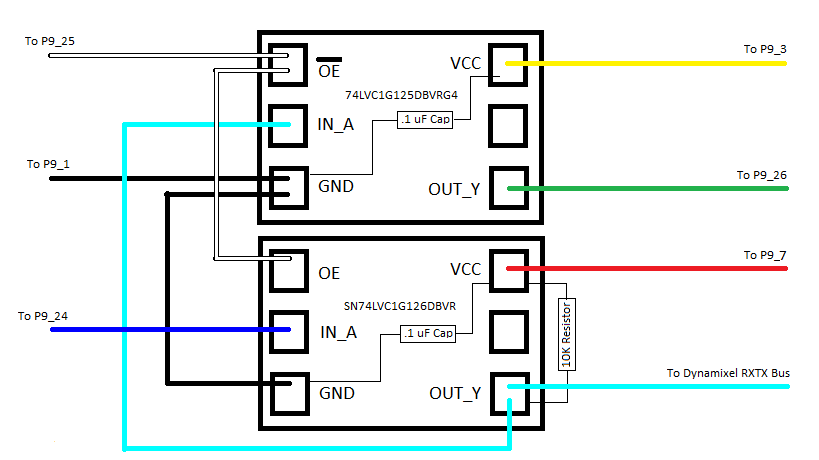 To P9_25
OE
VCC
To P9_3
74LVC1G125DBVRG4
.1 uF Cap
IN_A
To P9_1
GND
OUT_Y
To P9_26
OE
VCC
To P9_7
SN74LVC1G126DBVR
To P9_24
IN_A
.1 uF Cap
10K Resistor
GND
OUT_Y
To Dynamixel RXTX Bus